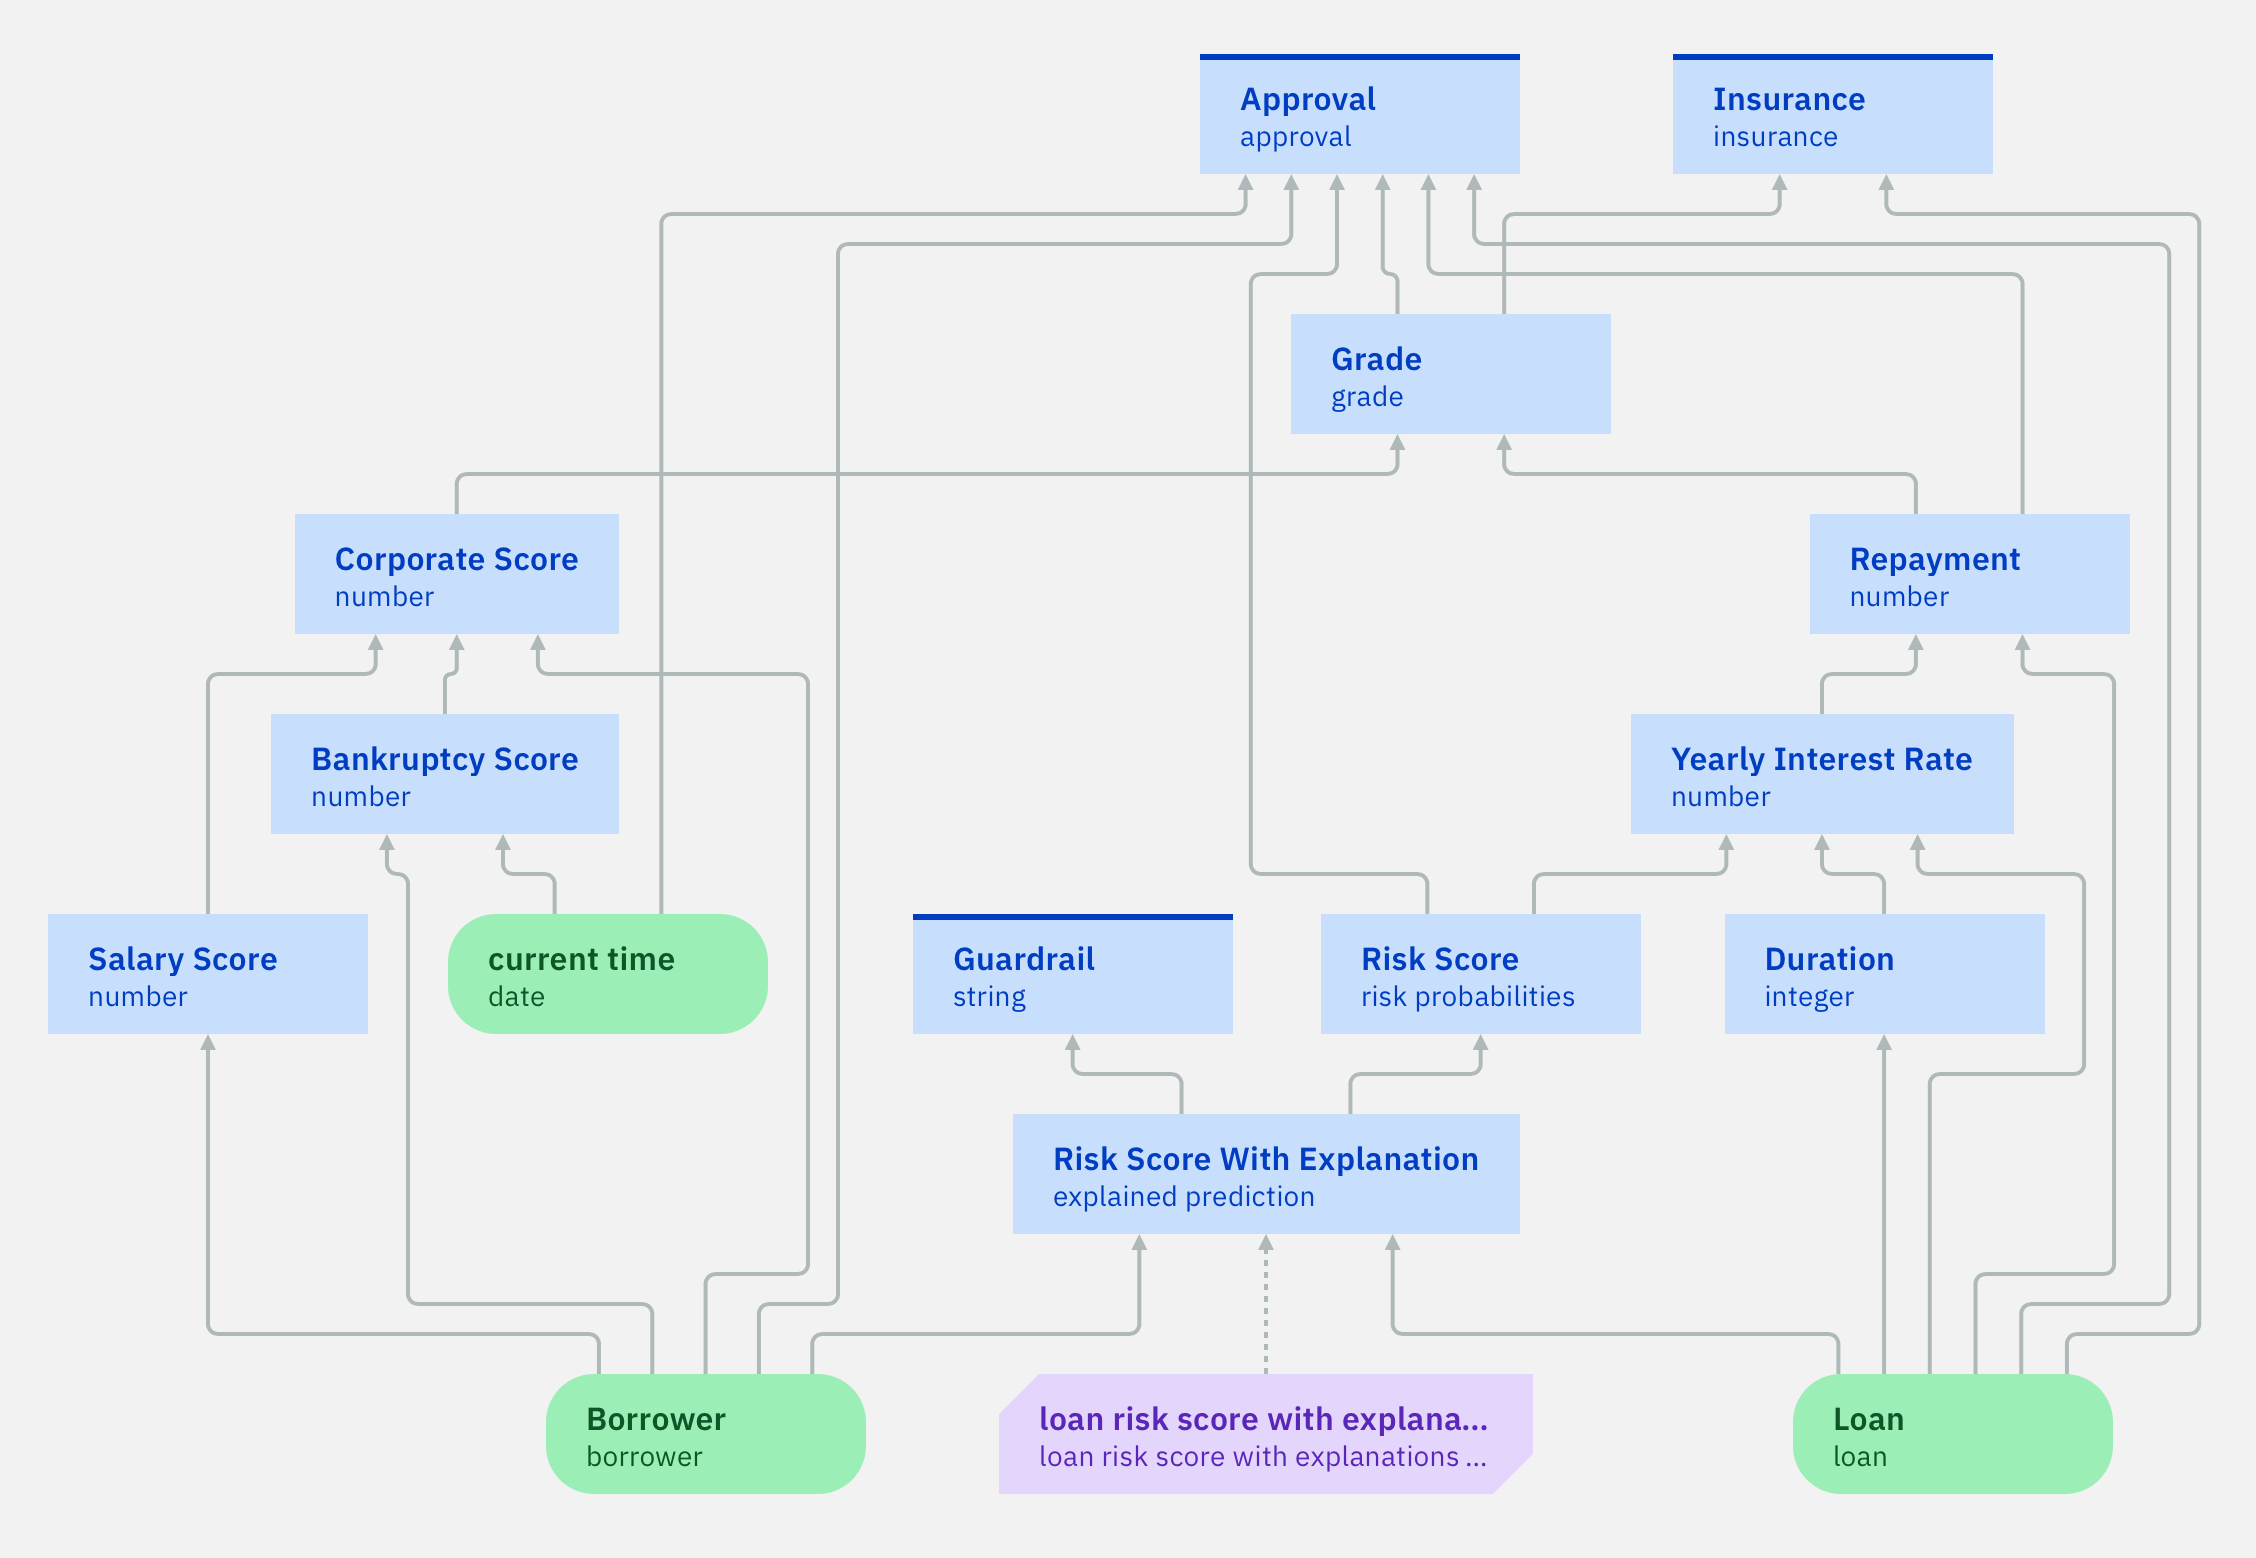 Approval
approval
Insurance
insurance
Grade
grade
Corporate Score
number
Repayment
number
Bankruptcy Score
number
Yearly Interest Rate
number
Salary Score
number
current time
date
Guardrail
string
Risk Score
risk probabilities
Duration
integer
Risk Score With Explanation
explained prediction
Borrower
borrower
loan risk score with explana...
loan risk score with explanations ...
Loan
loan